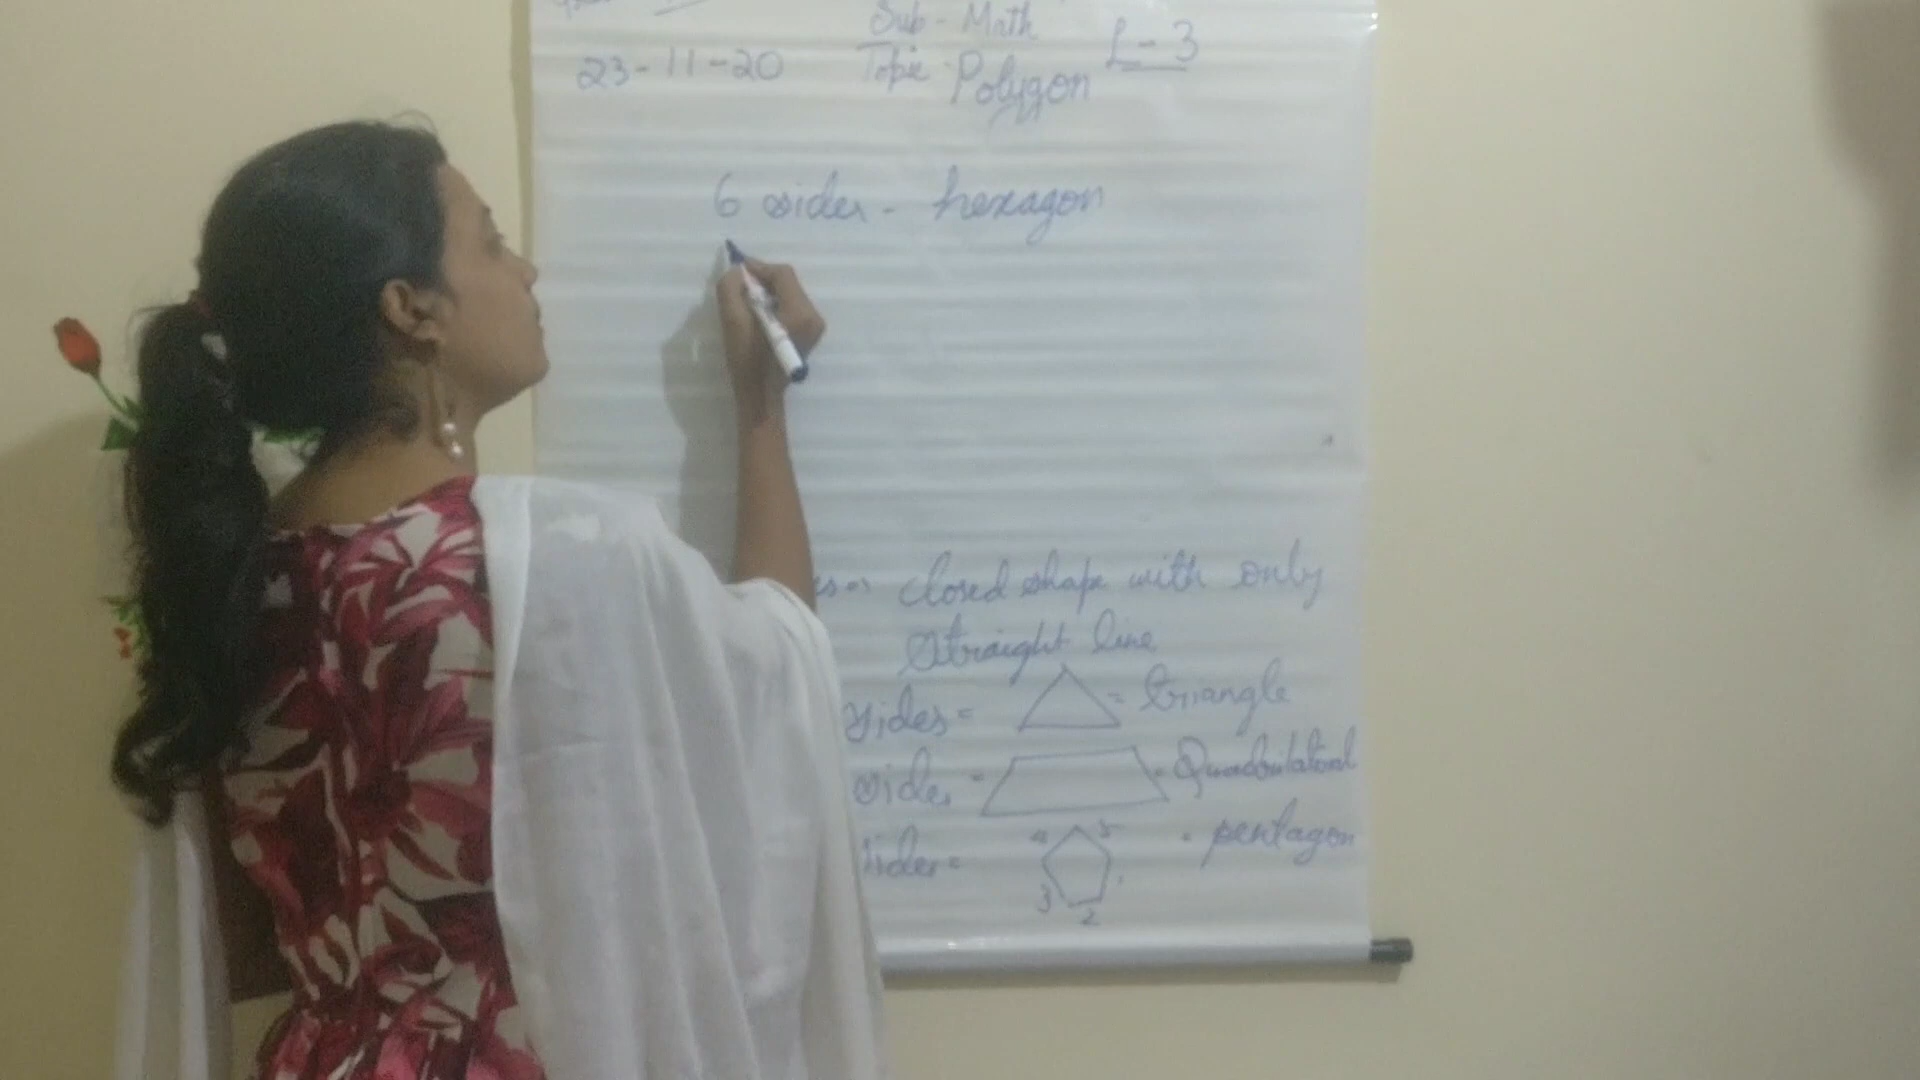 Sub - Math
L - 3
23-11-20
Topic - Polygon
6 sides - hexagon
closed shape with only
straight line
sides = = triangle
sides = = Quadrilateral
sides = pentagon
4 5
3
2